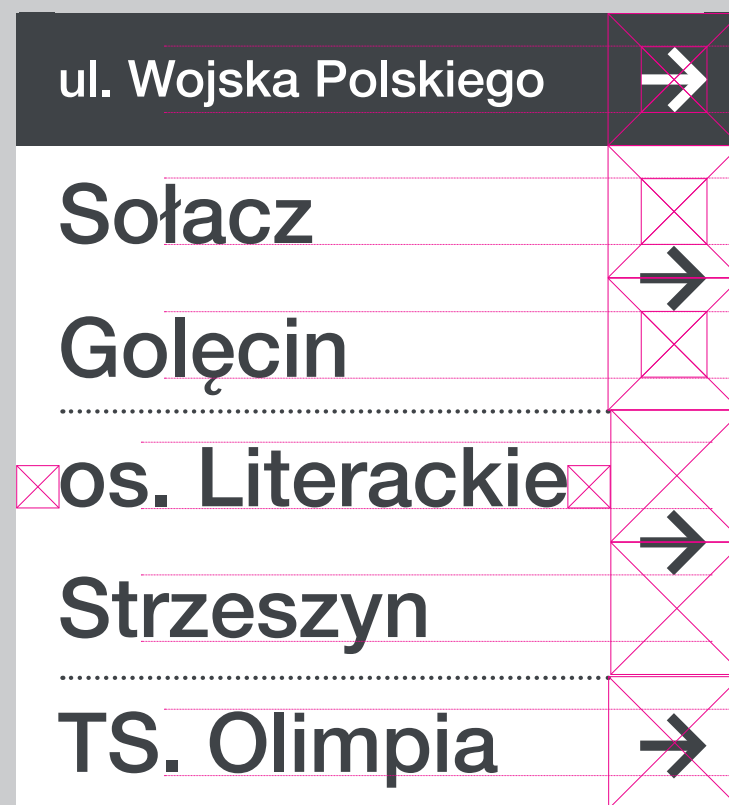 ul. Wojska Polskiego →
Sołacz
→
Golęcin
os. Literackie
→
Strzeszyn
TS. Olimpia →